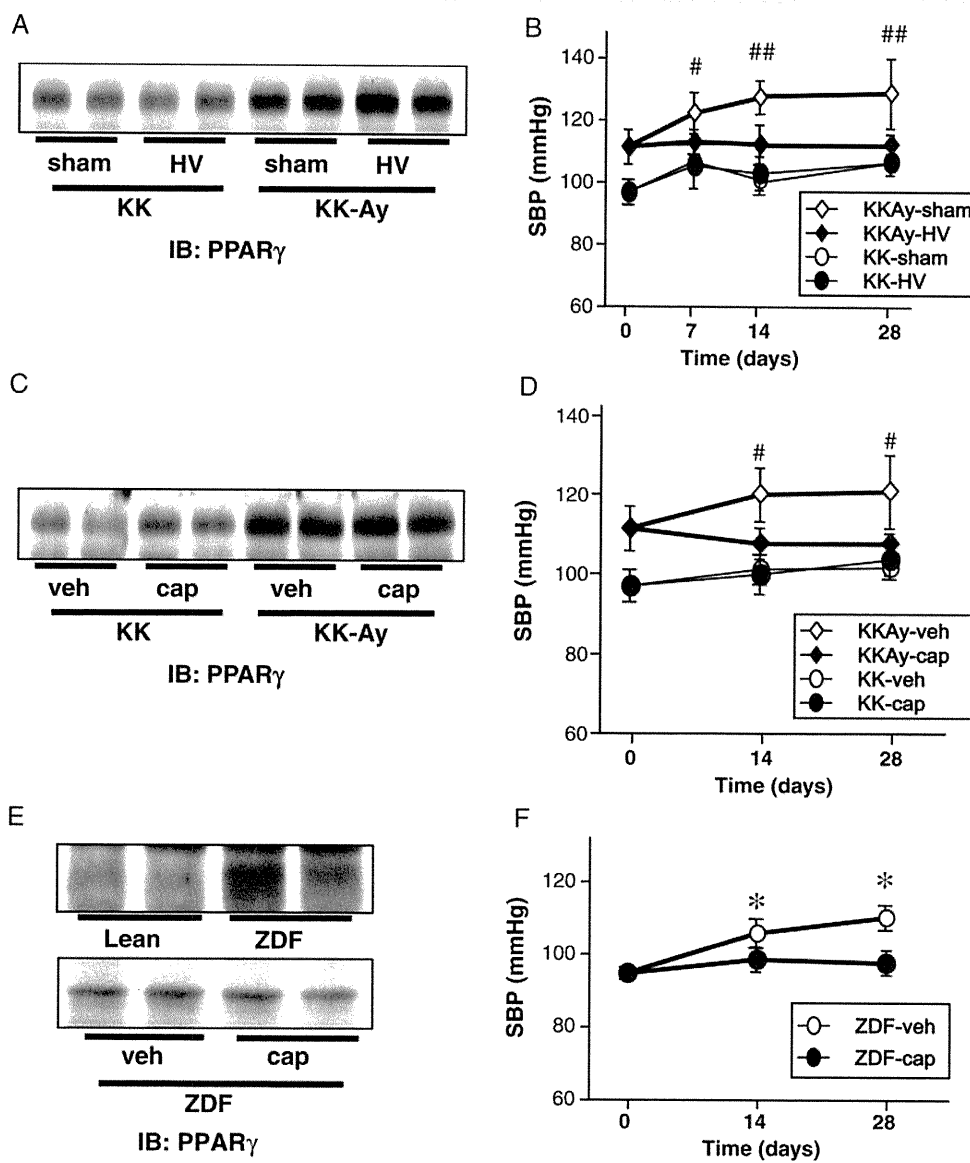 A
sham HV sham HV
KK KK-Ay
IB: PPARγ
B
SBP (mmHg)
140
120
100
80
60
# ## ##
KKAy-sham
KKAy-HV
KK-sham
KK-HV
0 7 14 28
Time (days)
C
veh cap veh cap
KK KK-Ay
IB: PPARγ
D
SBP (mmHg)
140
120
100
80
60
# #
KKAy-veh
KKAy-cap
KK-veh
KK-cap
0 14 28
Time (days)
E
Lean ZDF
veh cap
ZDF
IB: PPARγ
F
SBP (mmHg)
120
100
80
60
* *
ZDF-veh
ZDF-cap
0 14 28
Time (days)